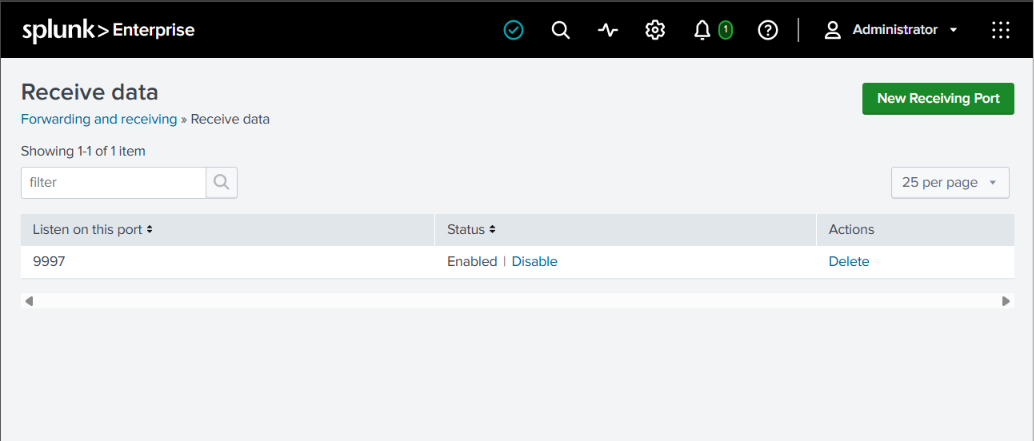 splunk> Enterprise
1
Administrator
Receive data
New Receiving Port
Forwarding and receiving » Receive data
Showing 1-1 of 1 item
filter
25 per page
Listen on this port Status Actions
9997 Enabled | Disable Delete